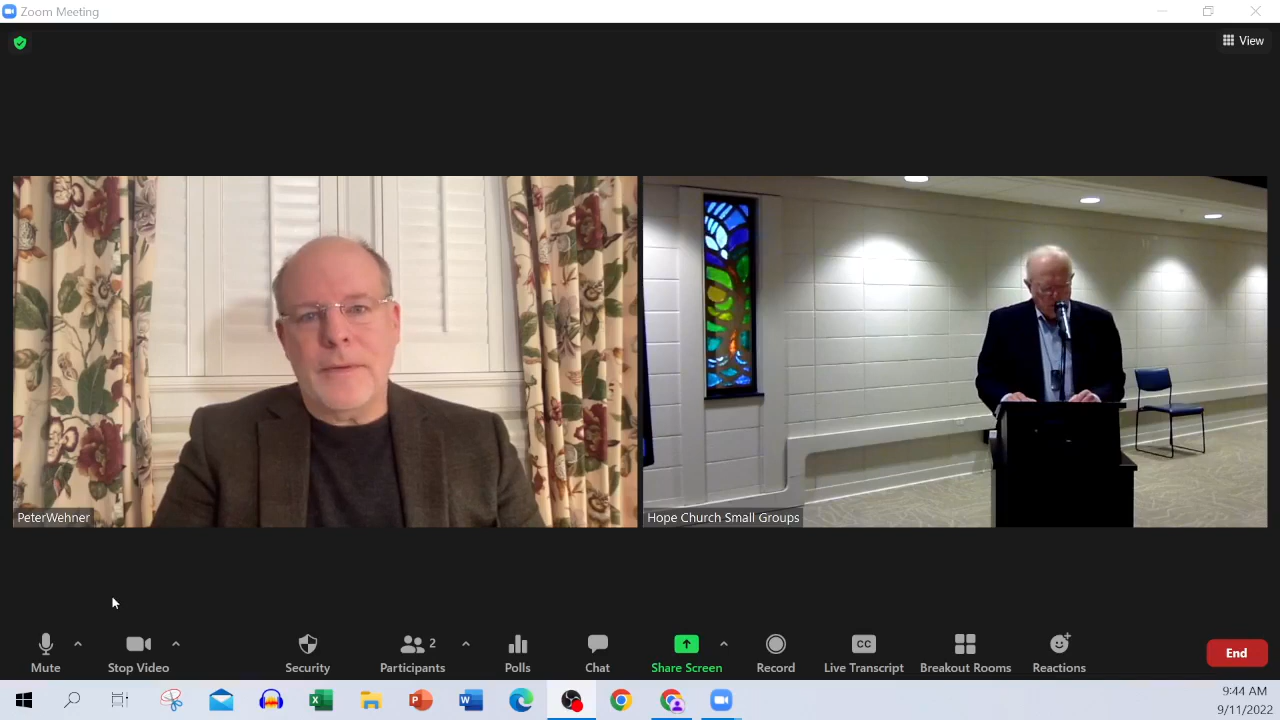 Zoom Meeting
View
PeterWehner
Hope Church Small Groups
Mute
Stop Video
Security
Participants
2
Polls
Chat
Share Screen
Record
CC
Live Transcript
Breakout Rooms
Reactions
End
9:44 AM
9/11/2022